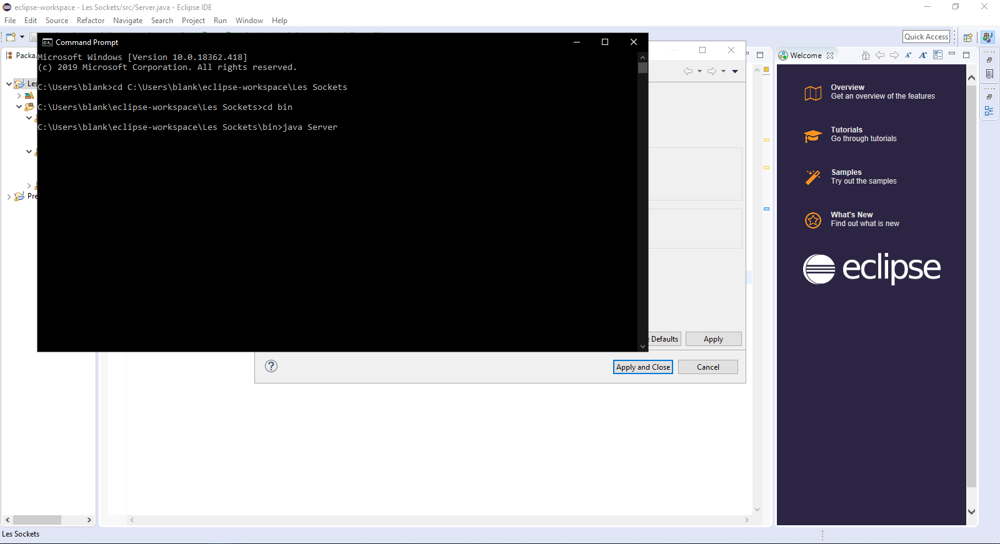 eclipse-workspace - Les Sockets/src/Server.java - Eclipse IDE
File Edit Source Refactor Navigate Search Project Run Window Help
Quick Access
Command Prompt
Microsoft Windows [Version 10.0.18362.418]
(c) 2019 Microsoft Corporation. All rights reserved.
C:\Users\blank>cd C:\Users\blank\eclipse-workspace\Les Sockets
C:\Users\blank\eclipse-workspace\Les Sockets>cd bin
C:\Users\blank\eclipse-workspace\Les Sockets\bin>java Server
Packa
Les
Pre
Defaults
Apply
Apply and Close
Cancel
Welcome
Overview
Get an overview of the features
Tutorials
Go through tutorials
Samples
Try out the samples
What's New
Find out what is new
eclipse
Les Sockets